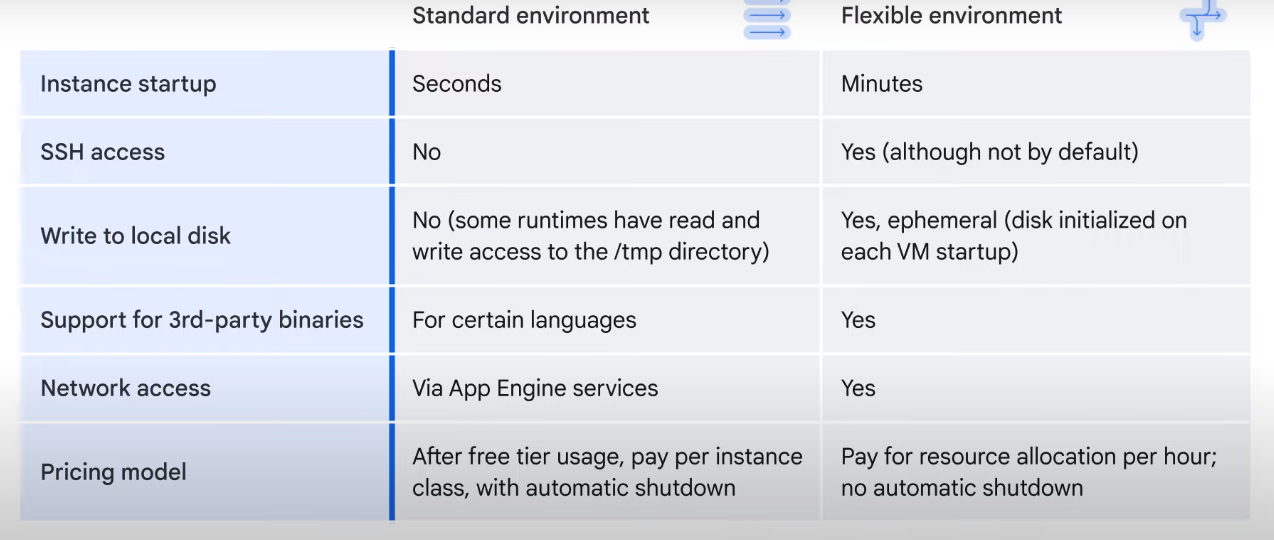 Standard environment
Flexible environment
Instance startup
Seconds
Minutes
SSH access
No
Yes (although not by default)
Write to local disk
No (some runtimes have read and
write access to the /tmp directory)
Yes, ephemeral (disk initialized on
each VM startup)
Support for 3rd-party binaries
For certain languages
Yes
Network access
Via App Engine services
Yes
Pricing model
After free tier usage, pay per instance
class, with automatic shutdown
Pay for resource allocation per hour;
no automatic shutdown